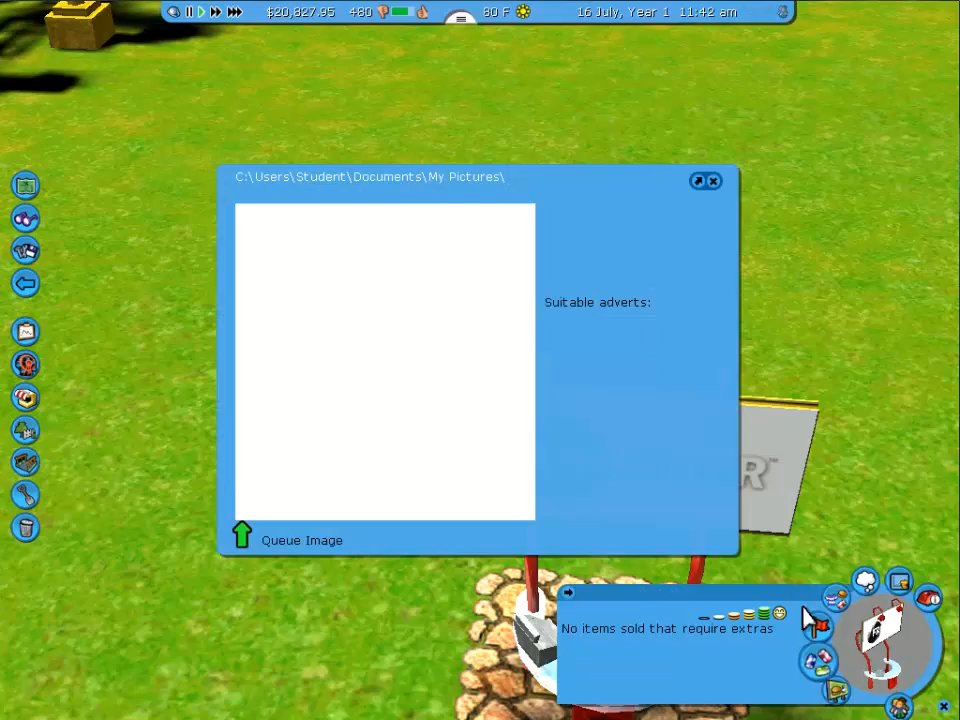 $20,827.95 480 80 F 16 July, Year 1 11:42 am
C:\Users\Student\Documents\My Pictures\
Suitable adverts:
R™
Queue Image
No items sold that require extras